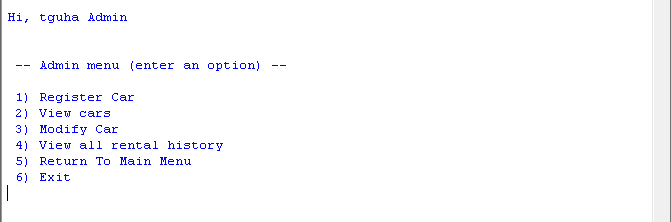 Hi, tguha Admin
-- Admin menu (enter an option) --
1) Register Car
2) View cars
3) Modify Car
4) View all rental history
5) Return To Main Menu
6) Exit